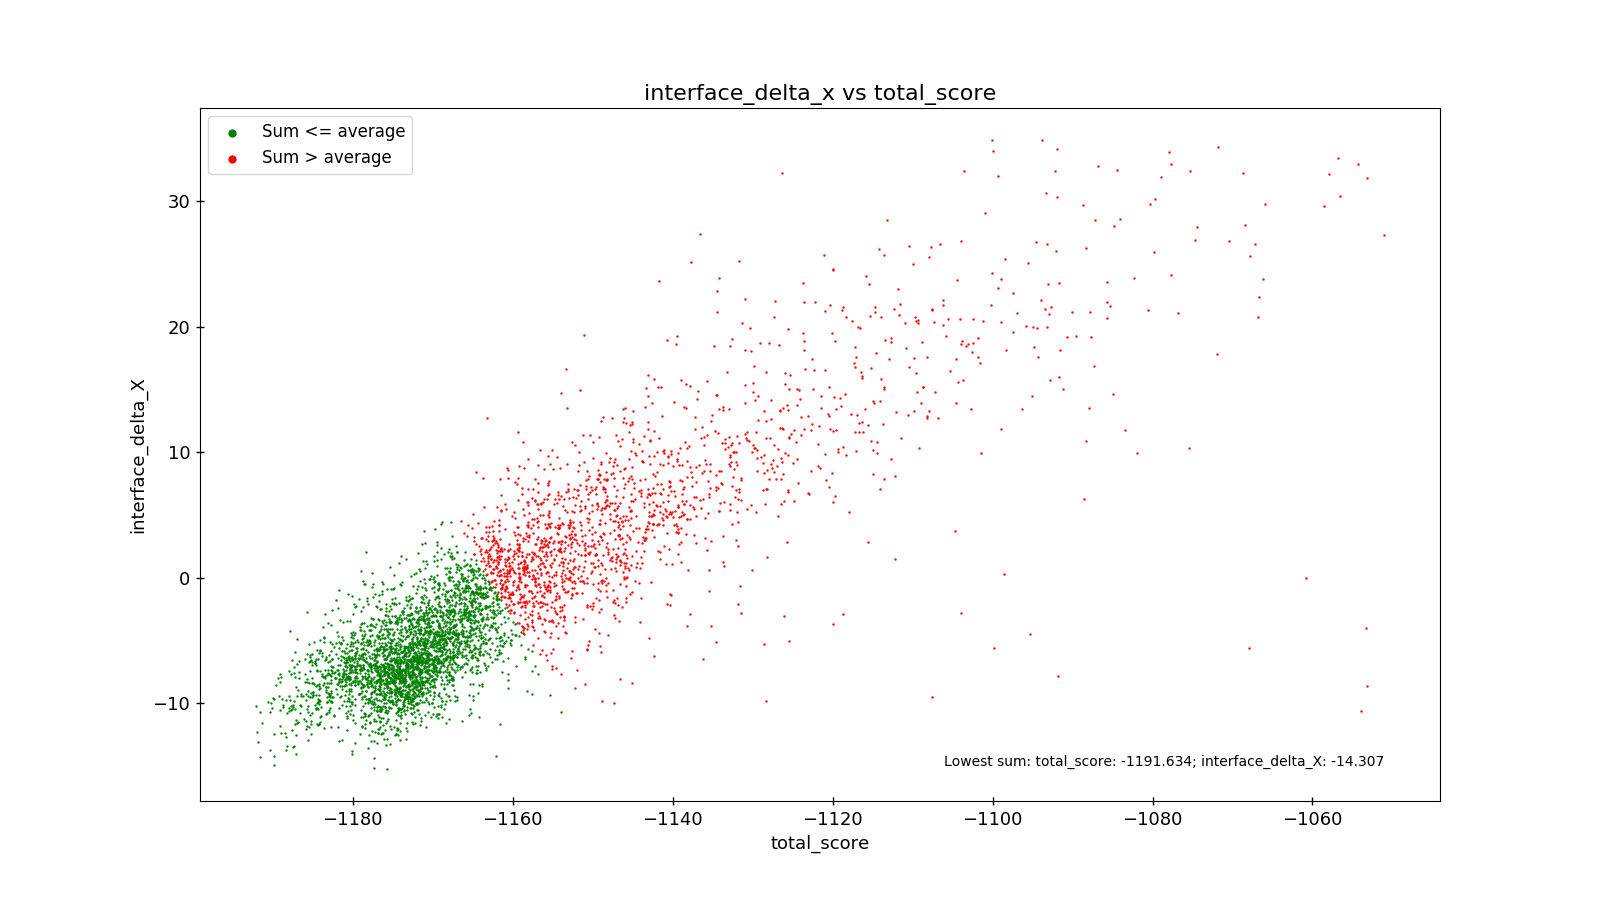 interface_delta_x vs total_score
Sum <= average
Sum > average
interface_delta_X
30
20
10
0
−10
Lowest sum: total_score: -1191.634; interface_delta_X: -14.307
−1180 −1160 −1140 −1120 −1100 −1080 −1060
total_score